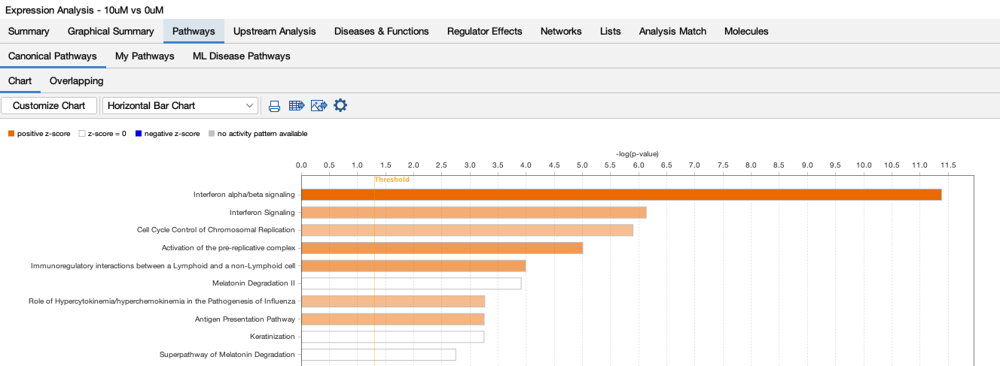 Expression Analysis - 10uM vs 0uM
Summary Graphical Summary Pathways Upstream Analysis Diseases & Functions Regulator Effects Networks Lists Analysis Match Molecules
Canonical Pathways My Pathways ML Disease Pathways
Chart Overlapping
Customize Chart Horizontal Bar Chart
positive z-score z-score = 0 negative z-score no activity pattern available
-log(p-value)
0.0 0.5 1.0 1.5 2.0 2.5 3.0 3.5 4.0 4.5 5.0 5.5 6.0 6.5 7.0 7.5 8.0 8.5 9.0 9.5 10.0 10.5 11.0 11.5
Threshold
Interferon alpha/beta signaling
Interferon Signaling
Cell Cycle Control of Chromosomal Replication
Activation of the pre-replicative complex
Immunoregulatory interactions between a Lymphoid and a non-Lymphoid cell
Melatonin Degradation II
Role of Hypercytokinemia/hyperchemokinemia in the Pathogenesis of Influenza
Antigen Presentation Pathway
Keratinization
Superpathway of Melatonin Degradation